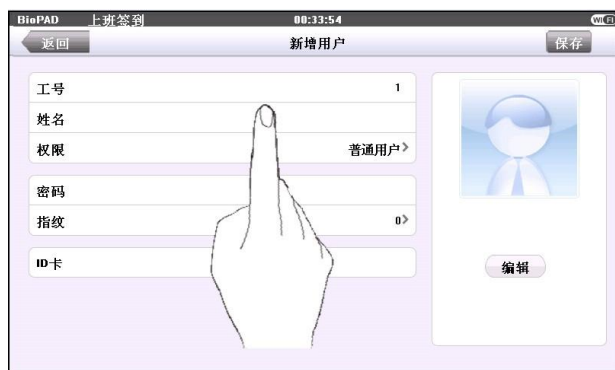 BioPAD 上班签到 00:33:54 WIFI
返回 新增用户 保存
工号 1
姓名
权限 普通用户>
密码
指纹 0>
ID卡
编辑